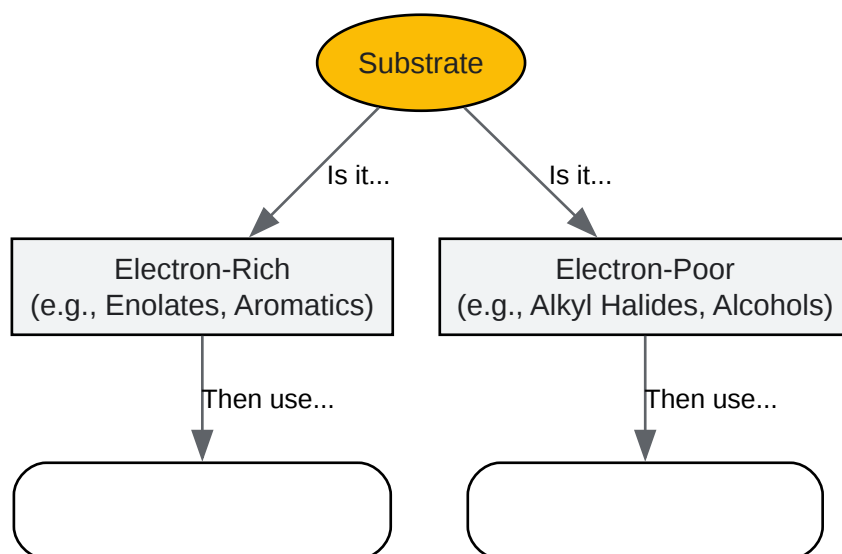 Substrate
Is it...
Is it...
Electron-Rich
(e.g., Enolates, Aromatics)
Electron-Poor
(e.g., Alkyl Halides, Alcohols)
Then use...
Then use...